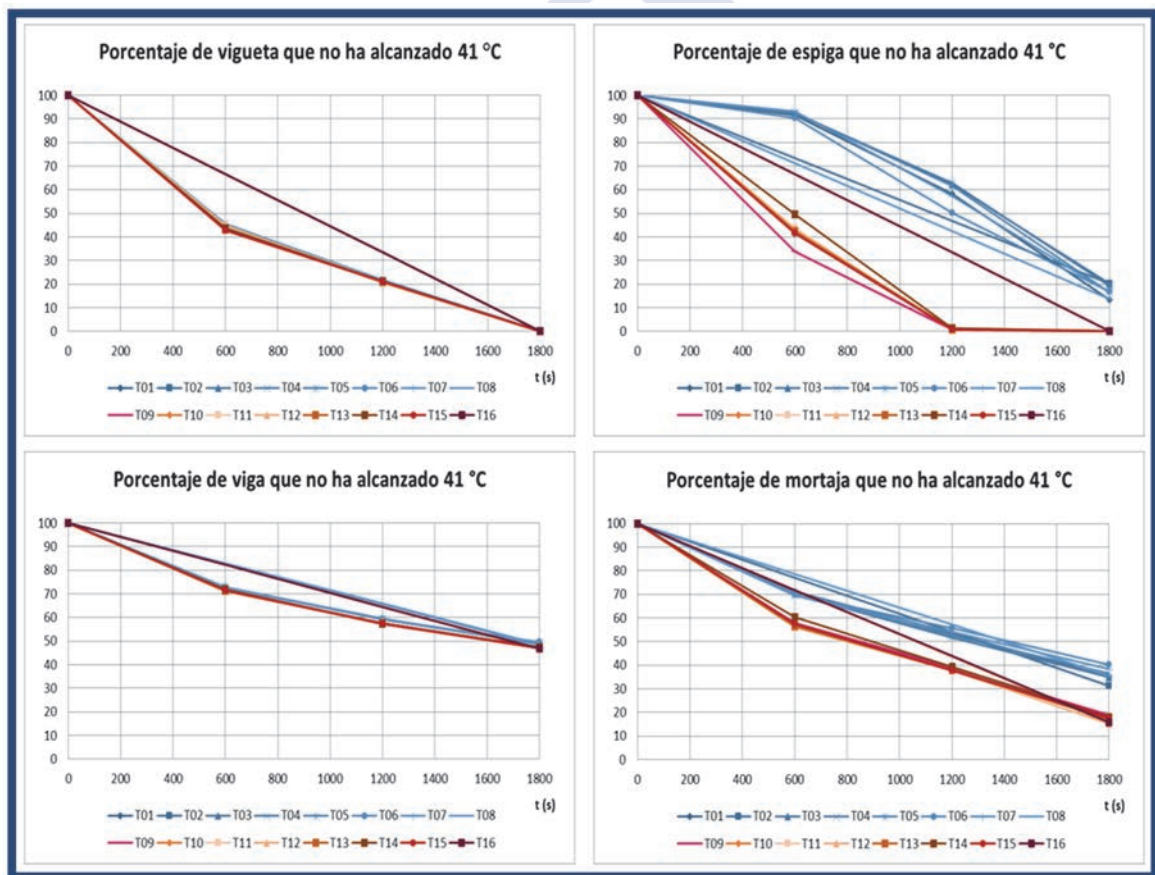 Porcentaje de vigueta que no ha alcanzado 41 °C
100
90
80
70
60
50
40
30
20
10
0
0 200 400 600 800 1000 1200 1400 1600 1800
t (s)
T01 T02 T03 T04 T05 T06 T07 T08
T09 T10 T11 T12 T13 T14 T15 T16
Porcentaje de espiga que no ha alcanzado 41 °C
100
90
80
70
60
50
40
30
20
10
0
0 200 400 600 800 1000 1200 1400 1600 1800
t (s)
T01 T02 T03 T04 T05 T06 T07 T08
T09 T10 T11 T12 T13 T14 T15 T16
Porcentaje de viga que no ha alcanzado 41 °C
100
90
80
70
60
50
40
30
20
10
0
0 200 400 600 800 1000 1200 1400 1600 1800
t (s)
T01 T02 T03 T04 T05 T06 T07 T08
T09 T10 T11 T12 T13 T14 T15 T16
Porcentaje de mortaja que no ha alcanzado 41 °C
100
90
80
70
60
50
40
30
20
10
0
0 200 400 600 800 1000 1200 1400 1600 1800
t (s)
T01 T02 T03 T04 T05 T06 T07 T08
T09 T10 T11 T12 T13 T14 T15 T16